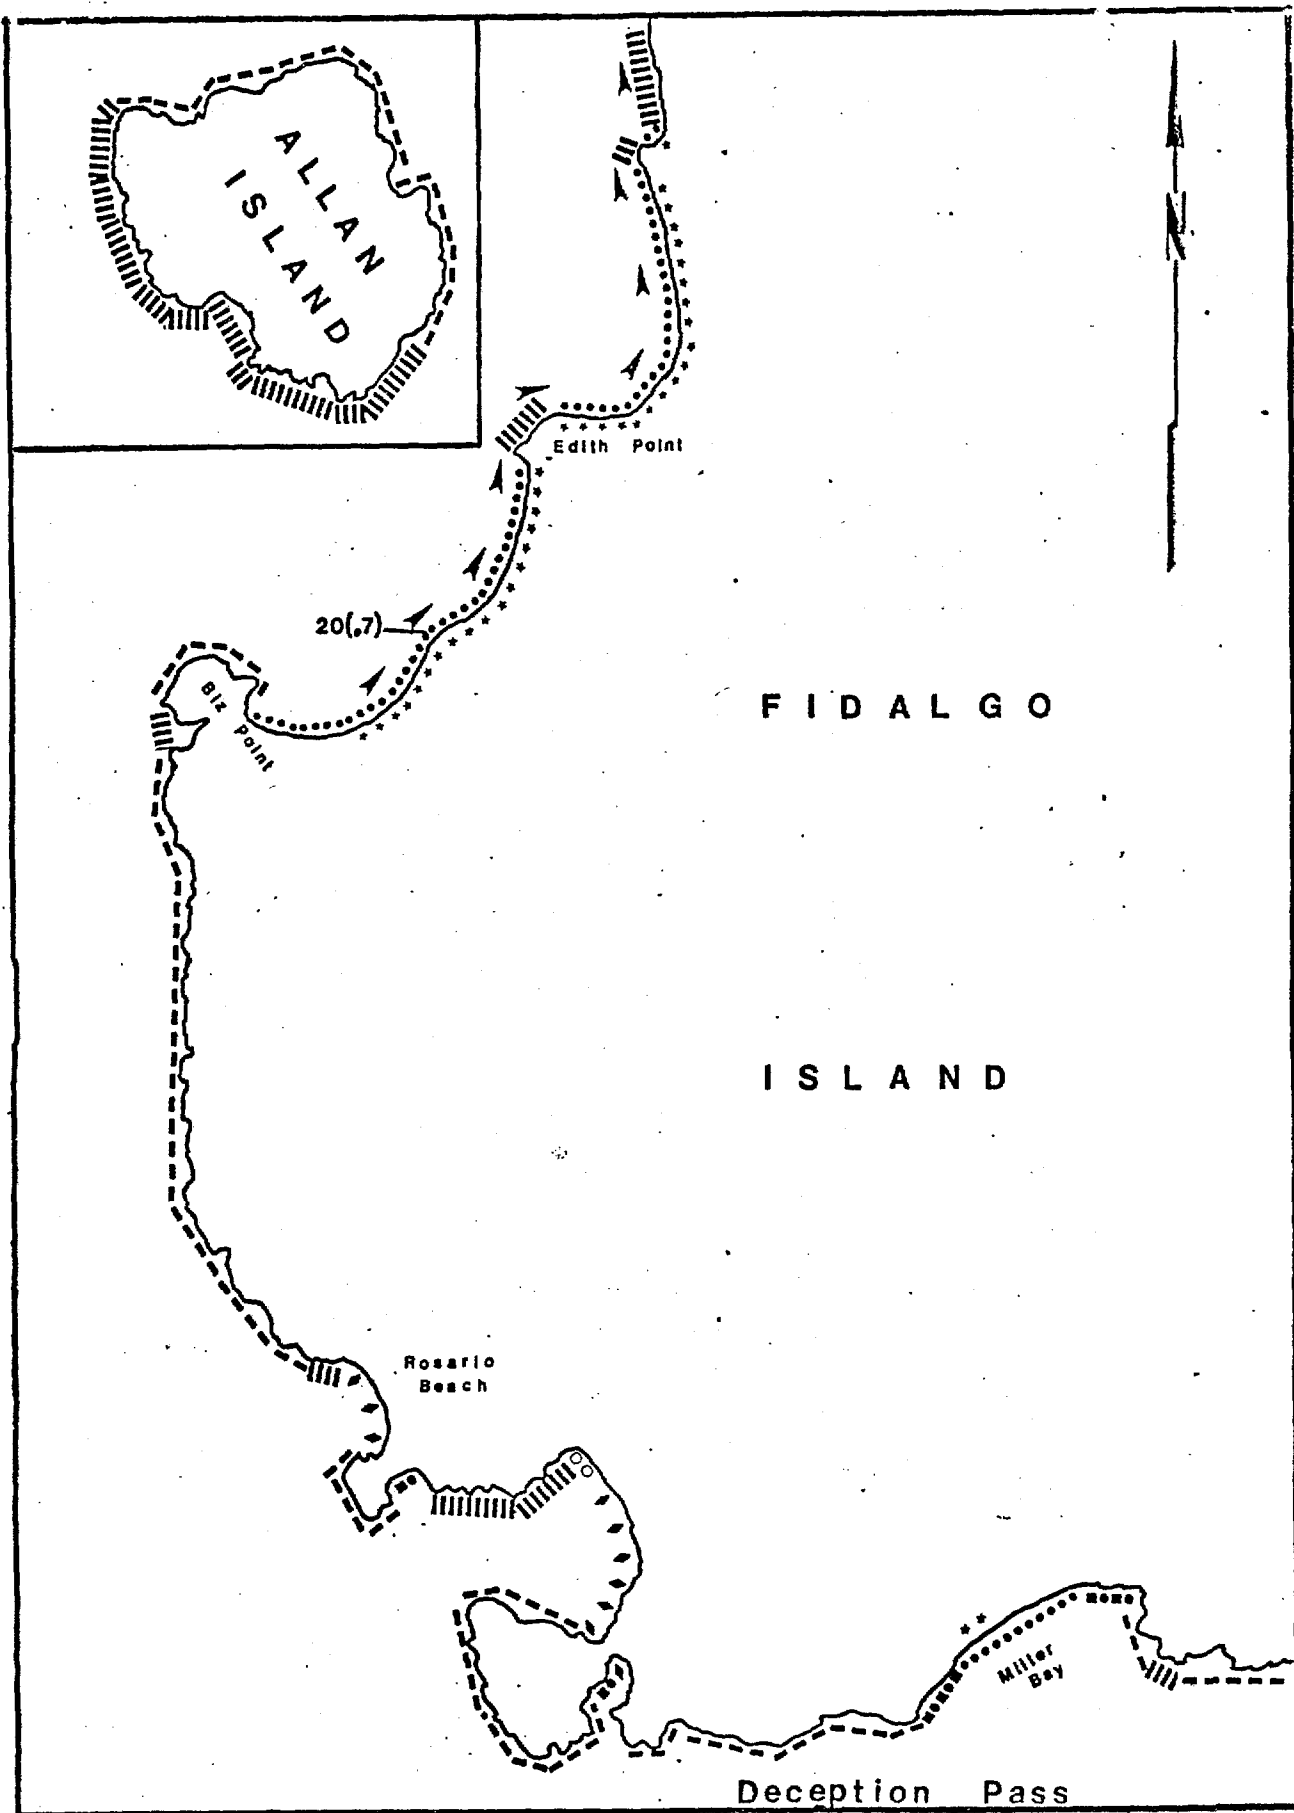 ALLAN
ISLAND
N
Edith Point
20(.7)
Biz Point
FIDALGO
ISLAND
Rosario
Beach
Miller
Bay
Deception Pass